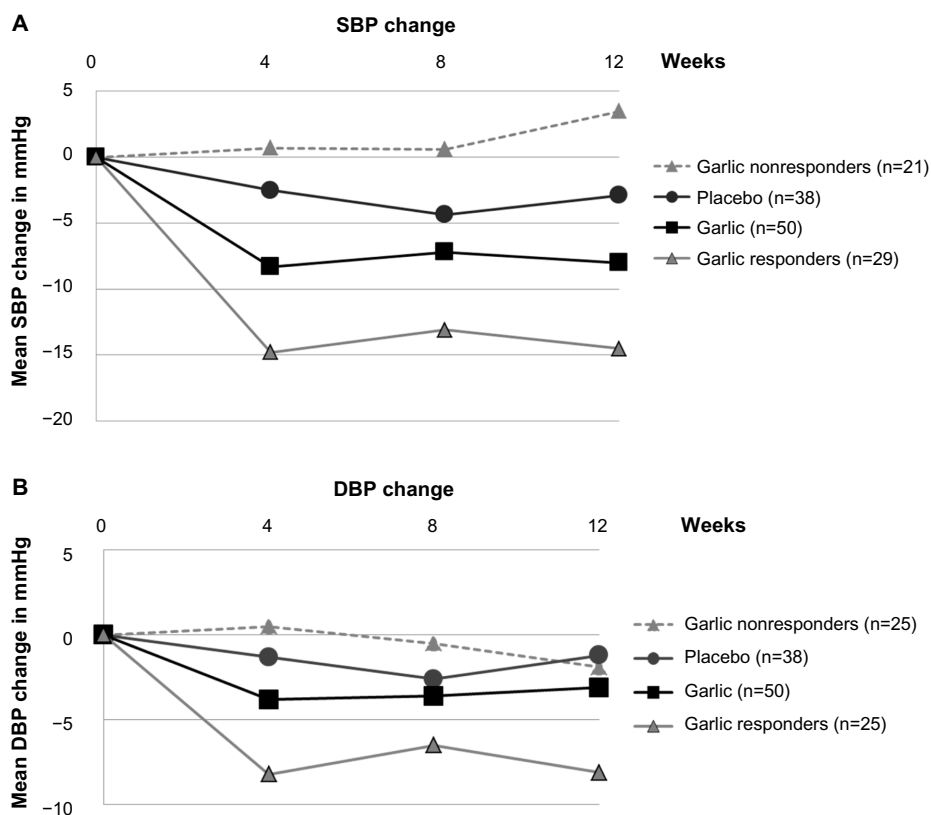 A
SBP change
0 4 8 12 Weeks
5
0
−5
−10
−15
−20
Mean SBP change in mmHg
Garlic nonresponders (n=21)
Placebo (n=38)
Garlic (n=50)
Garlic responders (n=29)
B
DBP change
0 4 8 12 Weeks
5
0
−5
−10
Mean DBP change in mmHg
Garlic nonresponders (n=25)
Placebo (n=38)
Garlic (n=50)
Garlic responders (n=25)